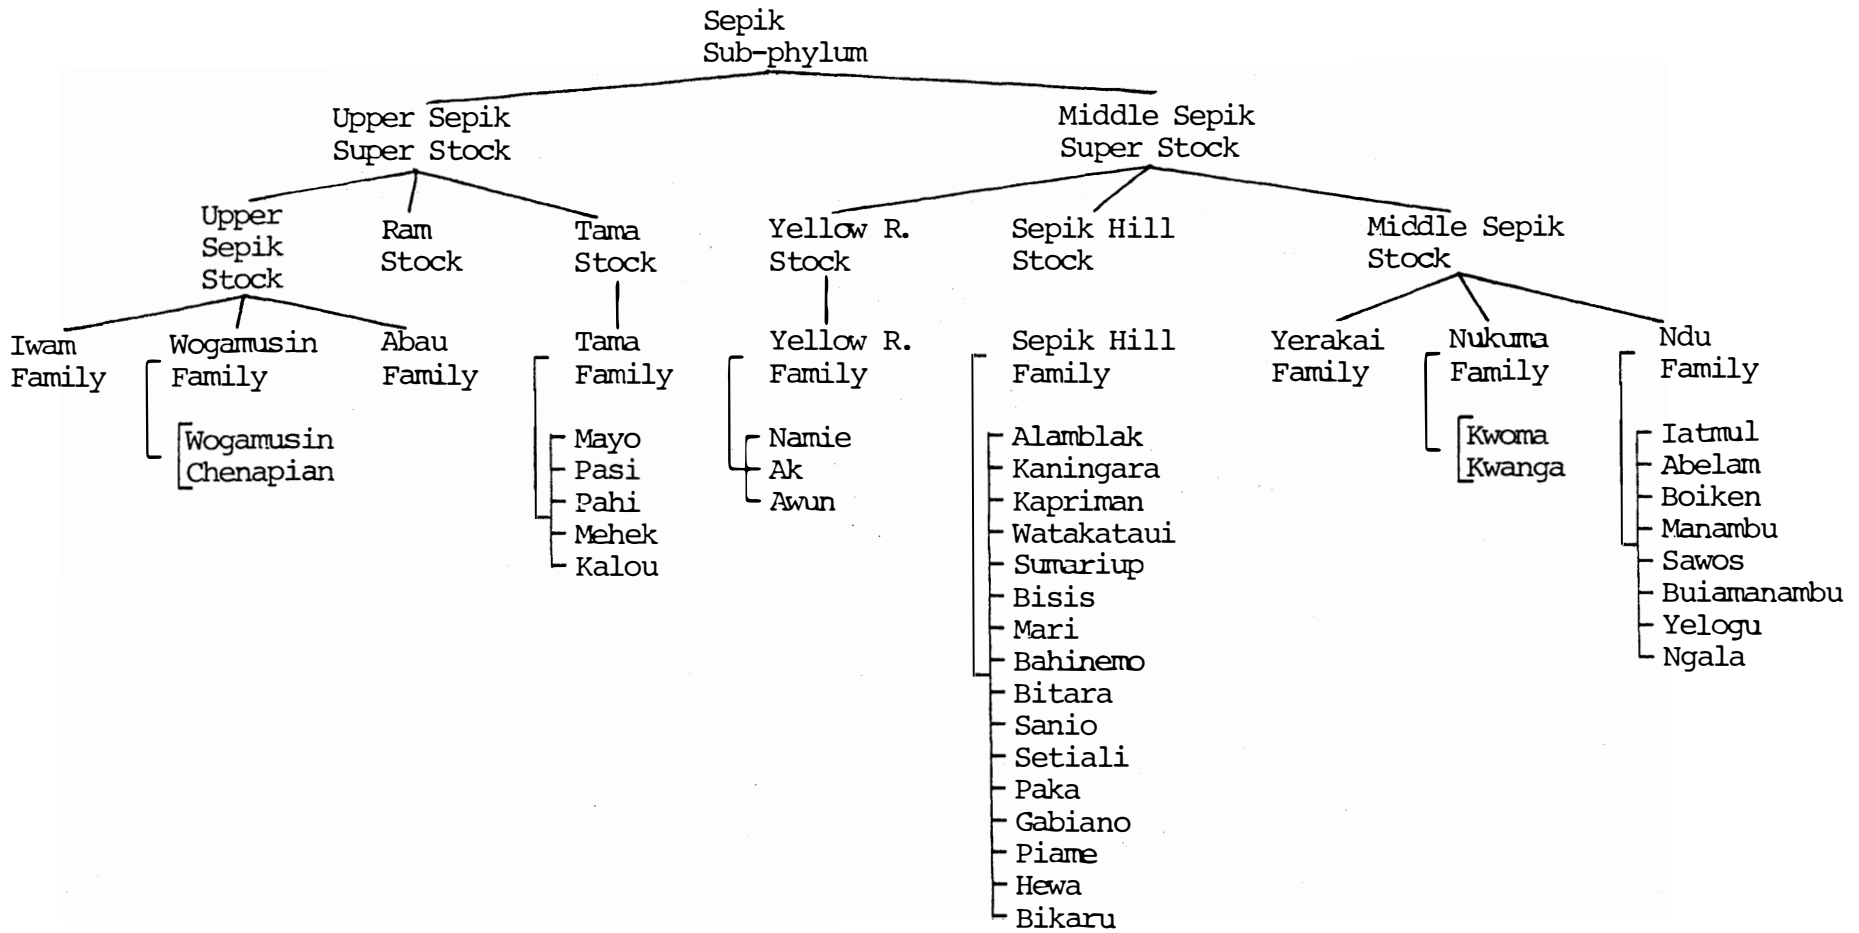 Sepik
Sub-phylum
Upper Sepik
Super Stock
Middle Sepik
Super Stock
Upper
Sepik
Stock
Ram
Stock
Tama
Stock
Yellow R.
Stock
Sepik Hill
Stock
Middle Sepik
Stock
Iwam
Family
Wogamusin
Family
Wogamusin
Chenapian
Abau
Family
Tama
Family
Mayo
Pasi
Pahi
Mehek
Kalou
Yellow R.
Family
Namie
Ak
Awun
Sepik Hill
Family
Alamblak
Kaningara
Kapriman
Watakataui
Sumariup
Bisis
Mari
Bahinemo
Bitara
Sanio
Setiali
Paka
Gabiano
Piame
Hewa
Bikaru
Yerakai
Family
Nukuma
Family
Kwoma
Kwanga
Ndu
Family
Iatmul
Abelam
Boiken
Manambu
Sawos
Buiamanambu
Yelogu
Ngala